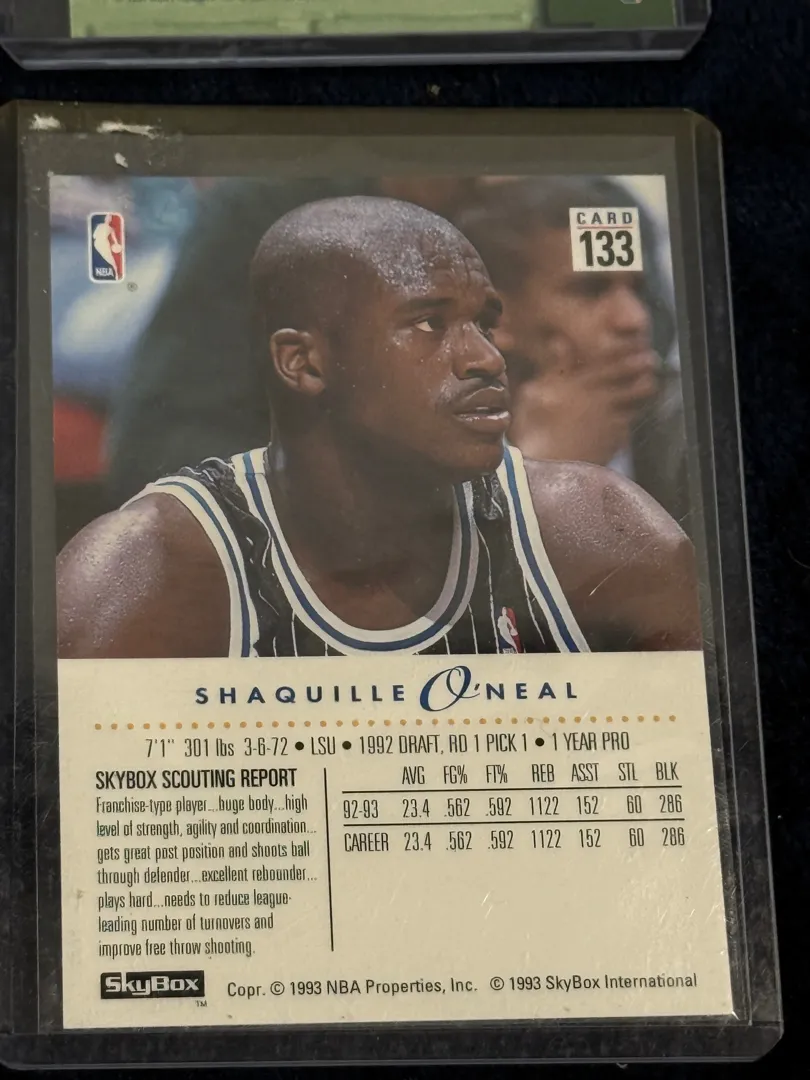 NBA
®
CARD
133
SHAQUILLE O'NEAL
7'1" 301 lbs 3-6-72 • LSU • 1992 DRAFT, RD 1 PICK 1 • 1 YEAR PRO
SKYBOX SCOUTING REPORT
Franchise-type player...huge body...high
level of strength, agility and coordination...
gets great post position and shoots ball
through defender...excellent rebounder...
plays hard...needs to reduce league-
leading number of turnovers and
improve free throw shooting.
AVG FG% FT% REB ASST STL BLK
92-93 23.4 .562 .592 1122 152 60 286
CAREER 23.4 .562 .592 1122 152 60 286
SkyBox
TM
Copr. © 1993 NBA Properties, Inc. © 1993 SkyBox International